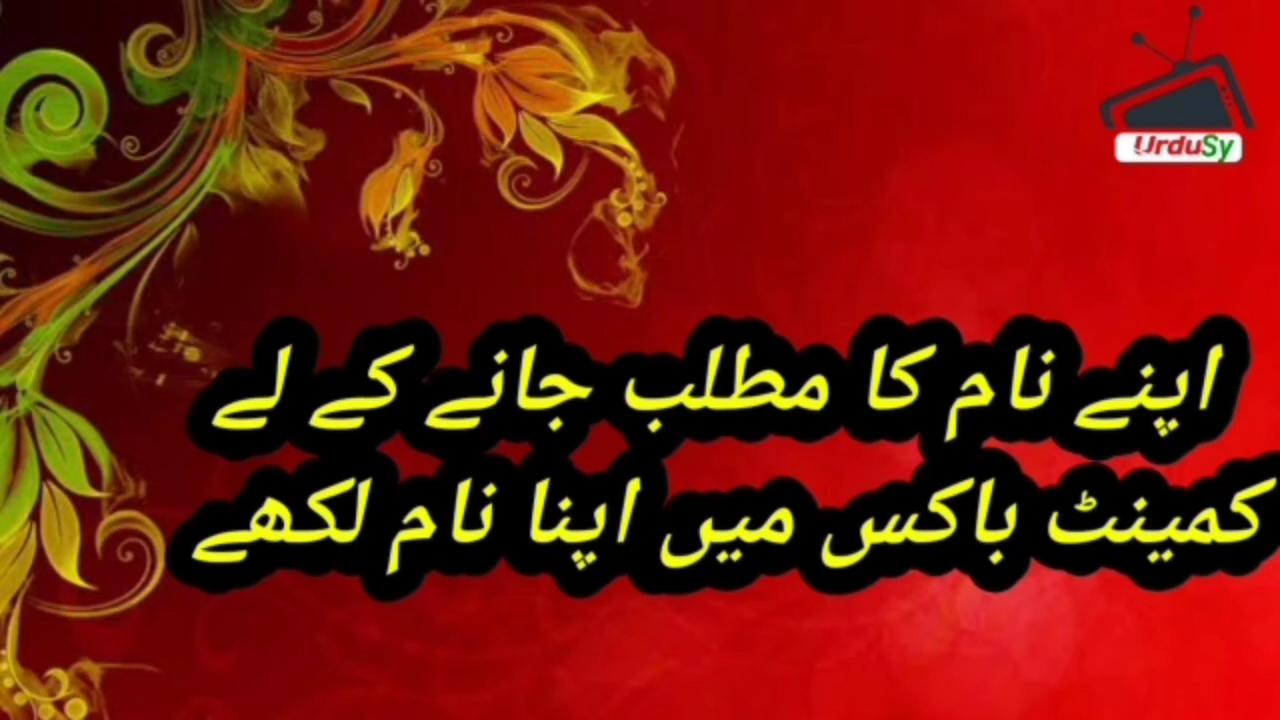 UrduSy
اپنے نام کا مطلب جانے کے لے
کمینٹ باکس میں اپنا نام لکھے